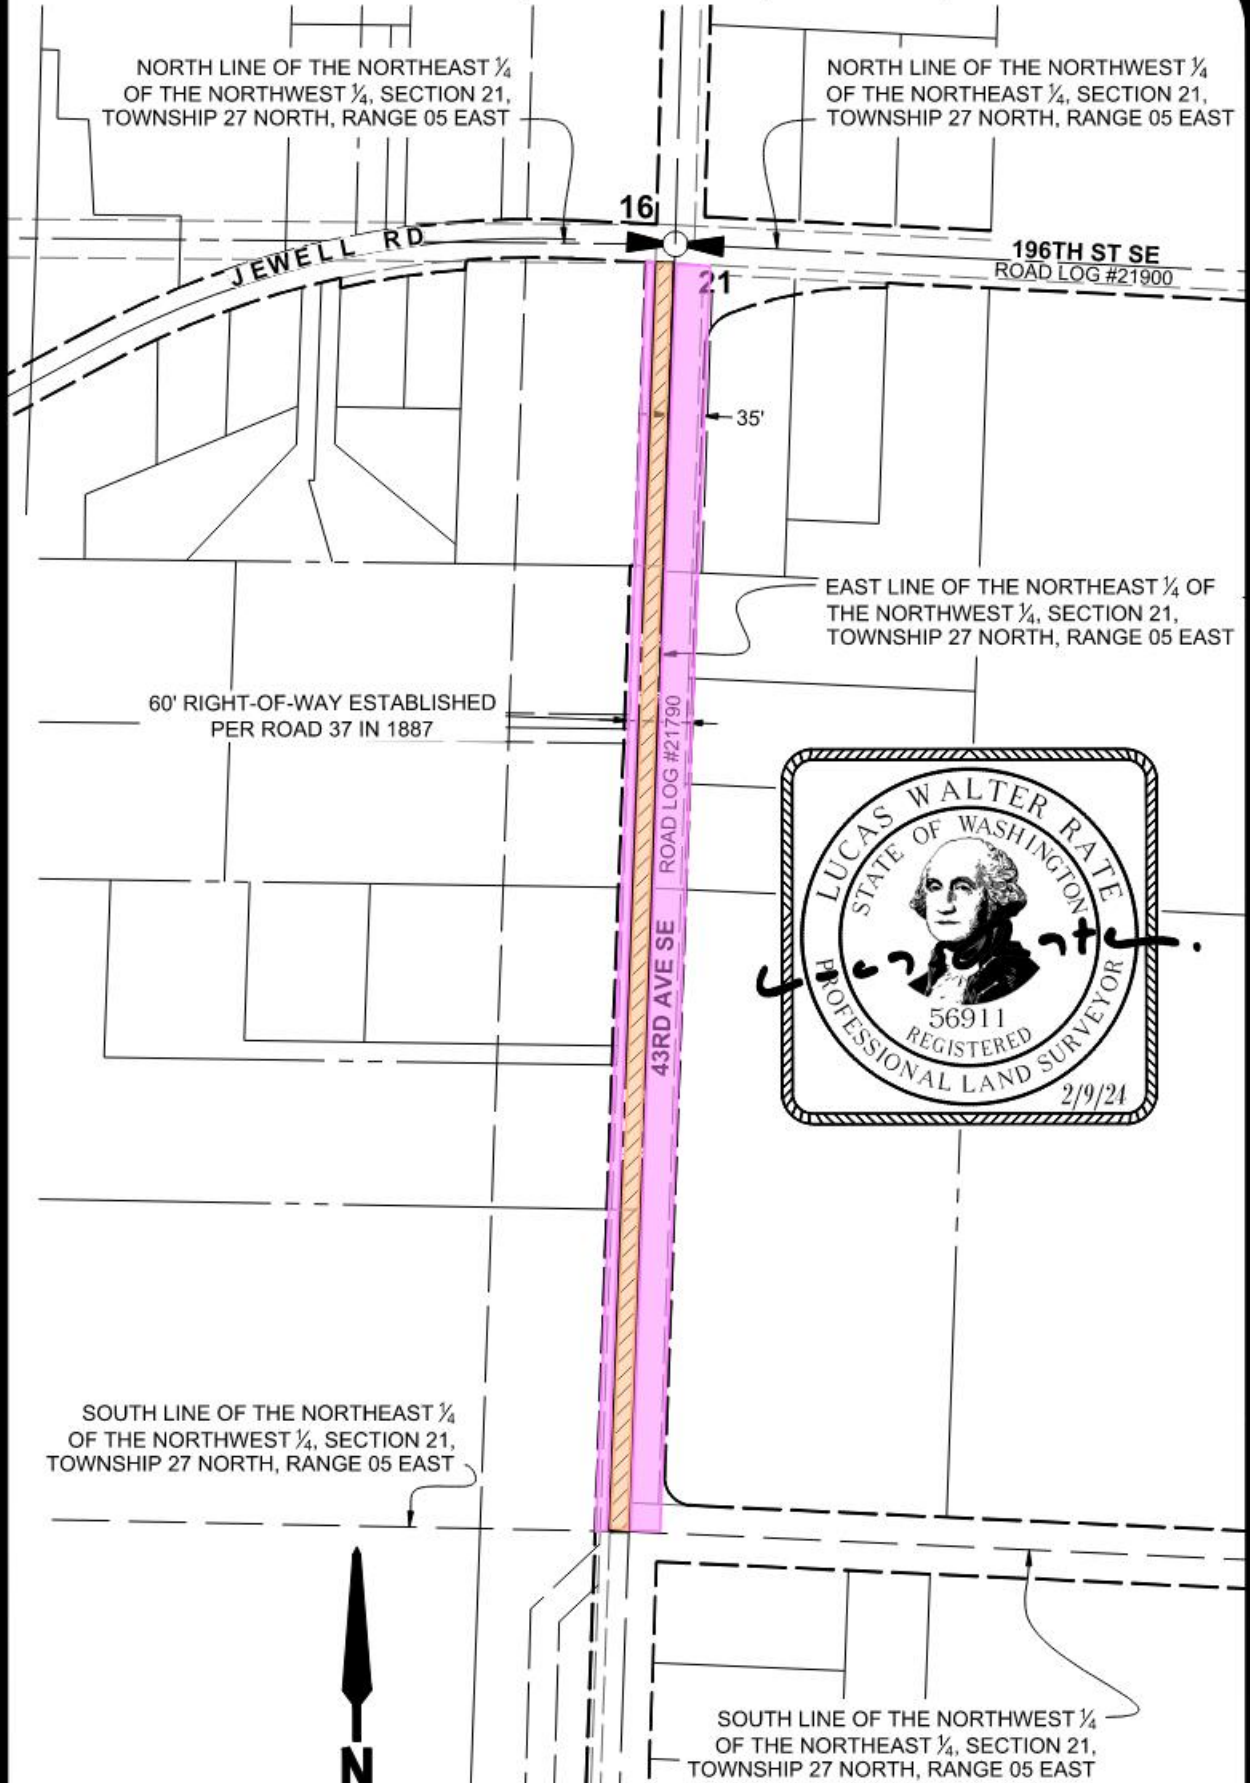 NORTH LINE OF THE NORTHEAST ¼
OF THE NORTHWEST ¼, SECTION 21,
TOWNSHIP 27 NORTH, RANGE 05 EAST
NORTH LINE OF THE NORTHWEST ¼
OF THE NORTHEAST ¼, SECTION 21,
TOWNSHIP 27 NORTH, RANGE 05 EAST
16
JEWELL RD
196TH ST SE
ROAD LOG #21900
21
35'
EAST LINE OF THE NORTHEAST ¼ OF
THE NORTHWEST ¼, SECTION 21,
TOWNSHIP 27 NORTH, RANGE 05 EAST
60' RIGHT-OF-WAY ESTABLISHED
PER ROAD 37 IN 1887
ROAD LOG #21790
43RD AVE SE
LUCAS WALTER RATE
STATE OF WASHINGTON
56911
REGISTERED
PROFESSIONAL LAND SURVEYOR
2/9/24
SOUTH LINE OF THE NORTHEAST ¼
OF THE NORTHWEST ¼, SECTION 21,
TOWNSHIP 27 NORTH, RANGE 05 EAST
N
SOUTH LINE OF THE NORTHWEST ¼
OF THE NORTHEAST ¼, SECTION 21,
TOWNSHIP 27 NORTH, RANGE 05 EAST